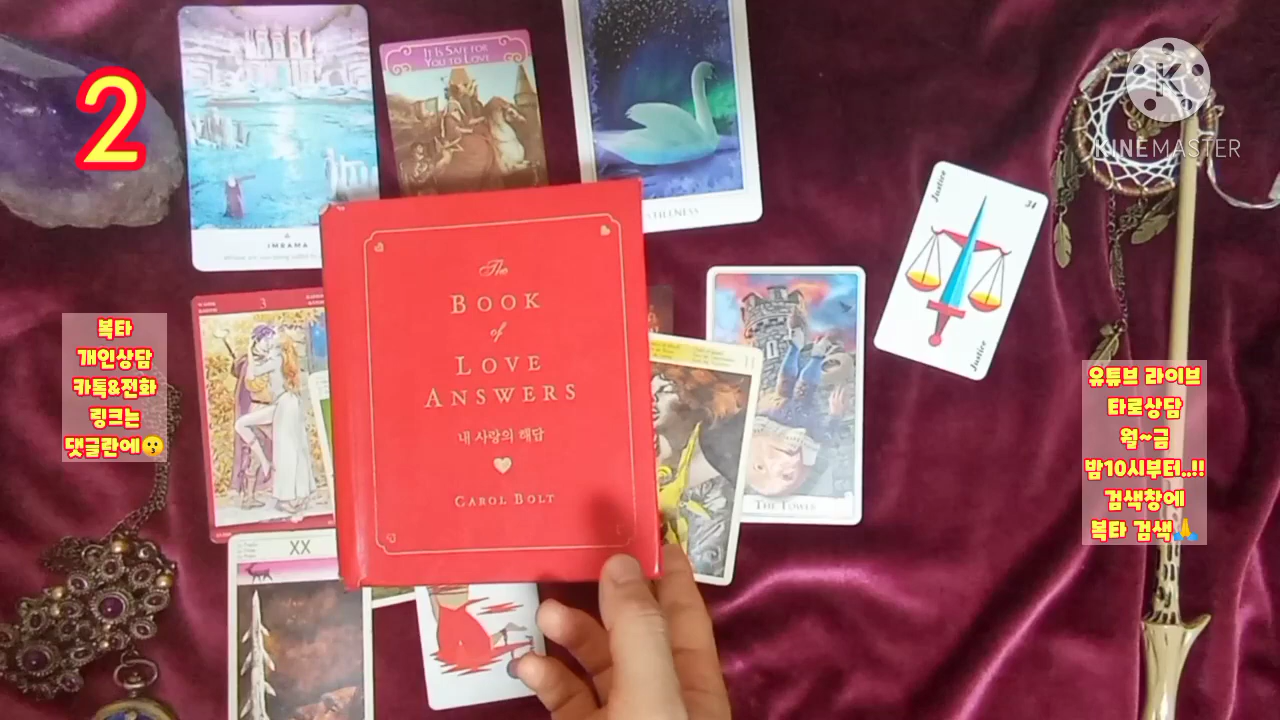 2
IT IS SAFE FOR
YOU TO LOVE
KINEMASTER
IMRAMA
STILLNESS
Justice
31
Justice
The
BOOK
of
LOVE
ANSWERS
내 사랑의 해답
CAROL BOLT
3
11
THE TOWER
XX
복타
개인상담
카톡&전화
링크는
댓글란에😗
유튜브 라이브
타로상담
월~금
밤10시부터..!!
검색창에
복타 검색🙏